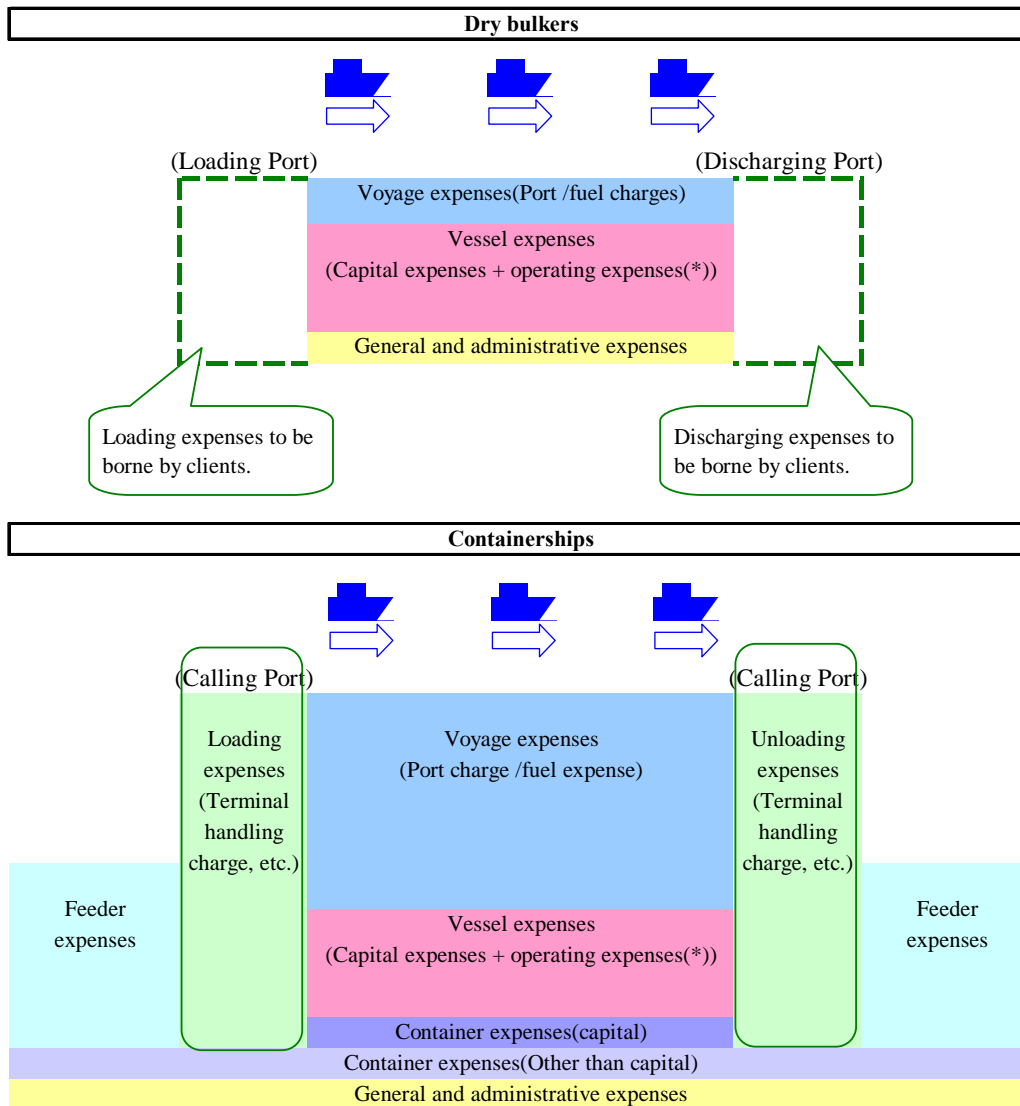 Dry bulkers
(Loading Port)
(Discharging Port)
Voyage expenses(Port /fuel charges)
Vessel expenses
(Capital expenses + operating expenses(*))
General and administrative expenses
Loading expenses to be
borne by clients.
Discharging expenses to
be borne by clients.
Containerships
(Calling Port)
(Calling Port)
Loading
expenses
(Terminal
handling
charge, etc.)
Voyage expenses
(Port charge /fuel expense)
Unloading
expenses
(Terminal
handling
charge, etc.)
Feeder
expenses
Vessel expenses
(Capital expenses + operating expenses(*))
Feeder
expenses
Container expenses(capital)
Container expenses(Other than capital)
General and administrative expenses